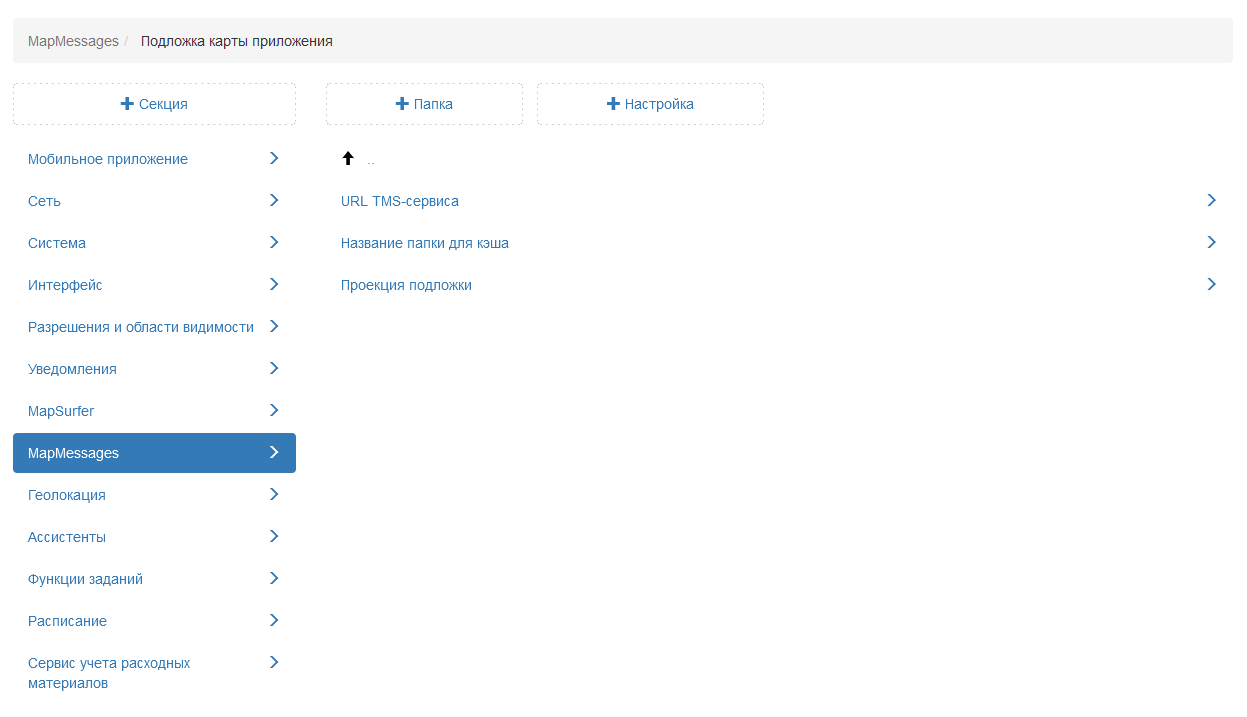 MapMessages / Подложка карты приложения
Секция
Папка
Настройка
Мобильное приложение
Сеть
Система
Интерфейс
Разрешения и области видимости
Уведомления
MapSurfer
MapMessages
Геолокация
Ассистенты
Функции заданий
Расписание
Сервис учета расходных
материалов
..
URL TMS-сервиса
Название папки для кэша
Проекция подложки